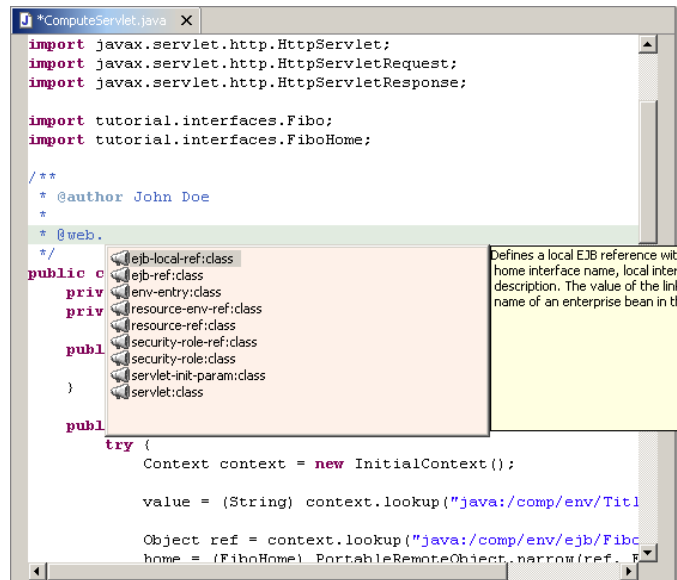 *ComputeServlet.java
import javax.servlet.http.HttpServlet;
import javax.servlet.http.HttpServletRequest;
import javax.servlet.http.HttpServletResponse;
import tutorial.interfaces.Fibo;
import tutorial.interfaces.FiboHome;
/**
* @author John Doe
*
* @web.
*/
public c
priv
priv
publ
}
publ
ejb-local-ref:class
ejb-ref:class
env-entry:class
resource-env-ref:class
resource-ref:class
security-role-ref:class
security-role:class
servlet-init-param:class
servlet:class
Defines a local EJB reference wit
home interface name, local inter
description. The value of the lin
name of an enterprise bean in t
try {
Context context = new InitialContext();
value = (String) context.lookup("java:/comp/env/Titl
Object ref = context.lookup("java:/comp/env/ejb/Fibo
home = (FiboHome) PortableRemoteObject.narrow(ref, F